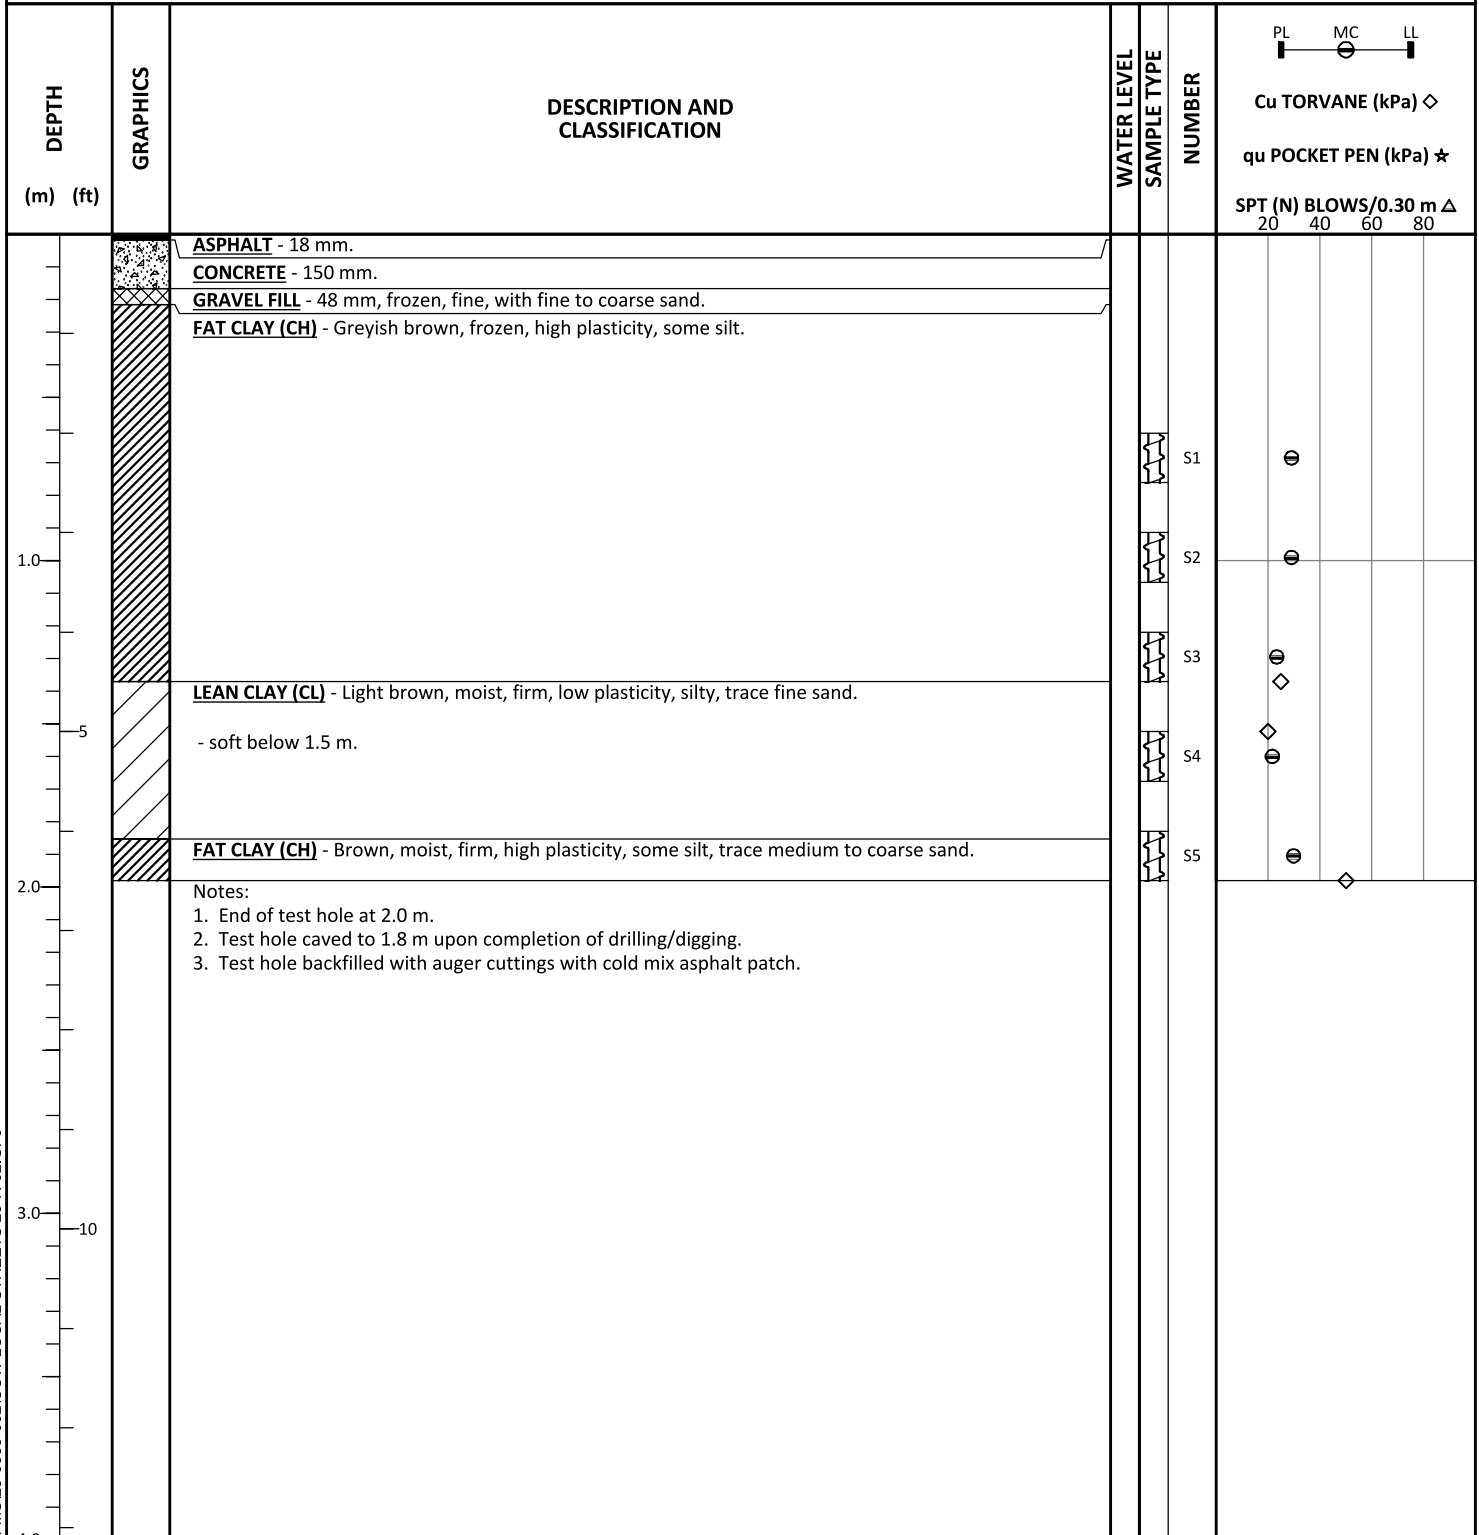 PL MC LL
DEPTH
GRAPHICS
DESCRIPTION AND
CLASSIFICATION
WATER LEVEL
SAMPLE TYPE
NUMBER
Cu TORVANE (kPa)
qu POCKET PEN (kPa)
(m) (ft)
SPT (N) BLOWS/0.30 m
20 40 60 80
ASPHALT - 18 mm.
CONCRETE - 150 mm.
GRAVEL FILL - 48 mm, frozen, fine, with fine to coarse sand.
FAT CLAY (CH) - Greyish brown, frozen, high plasticity, some silt.
S1
1.0
S2
S3
LEAN CLAY (CL) - Light brown, moist, firm, low plasticity, silty, trace fine sand.
5
- soft below 1.5 m.
S4
FAT CLAY (CH) - Brown, moist, firm, high plasticity, some silt, trace medium to coarse sand.
S5
2.0
Notes:
1. End of test hole at 2.0 m.
2. Test hole caved to 1.8 m upon completion of drilling/digging.
3. Test hole backfilled with auger cuttings with cold mix asphalt patch.
3.0
10